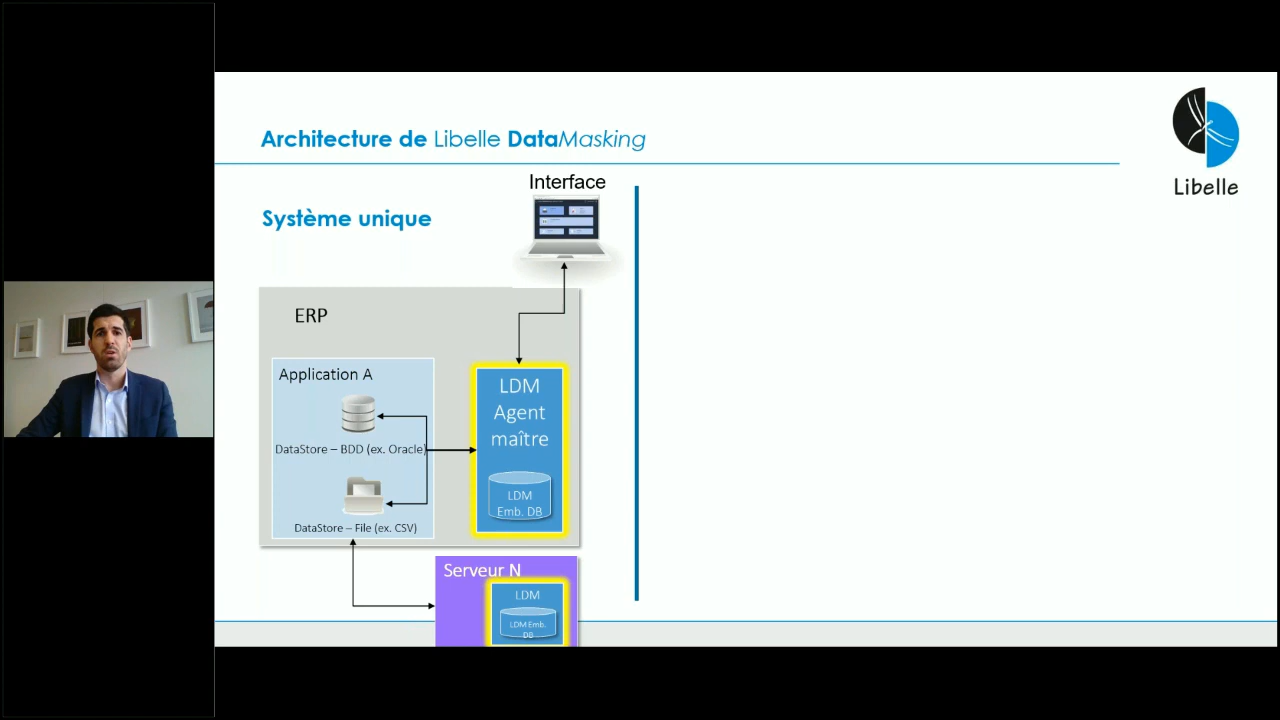 Architecture de Libelle DataMasking
Libelle
Interface
Système unique
ERP
Application A
DataStore – BDD (ex. Oracle)
DataStore – File (ex. CSV)
LDM
Agent
maître
LDM
Emb. DB
Serveur N
LDM
LDM Emb.
DB